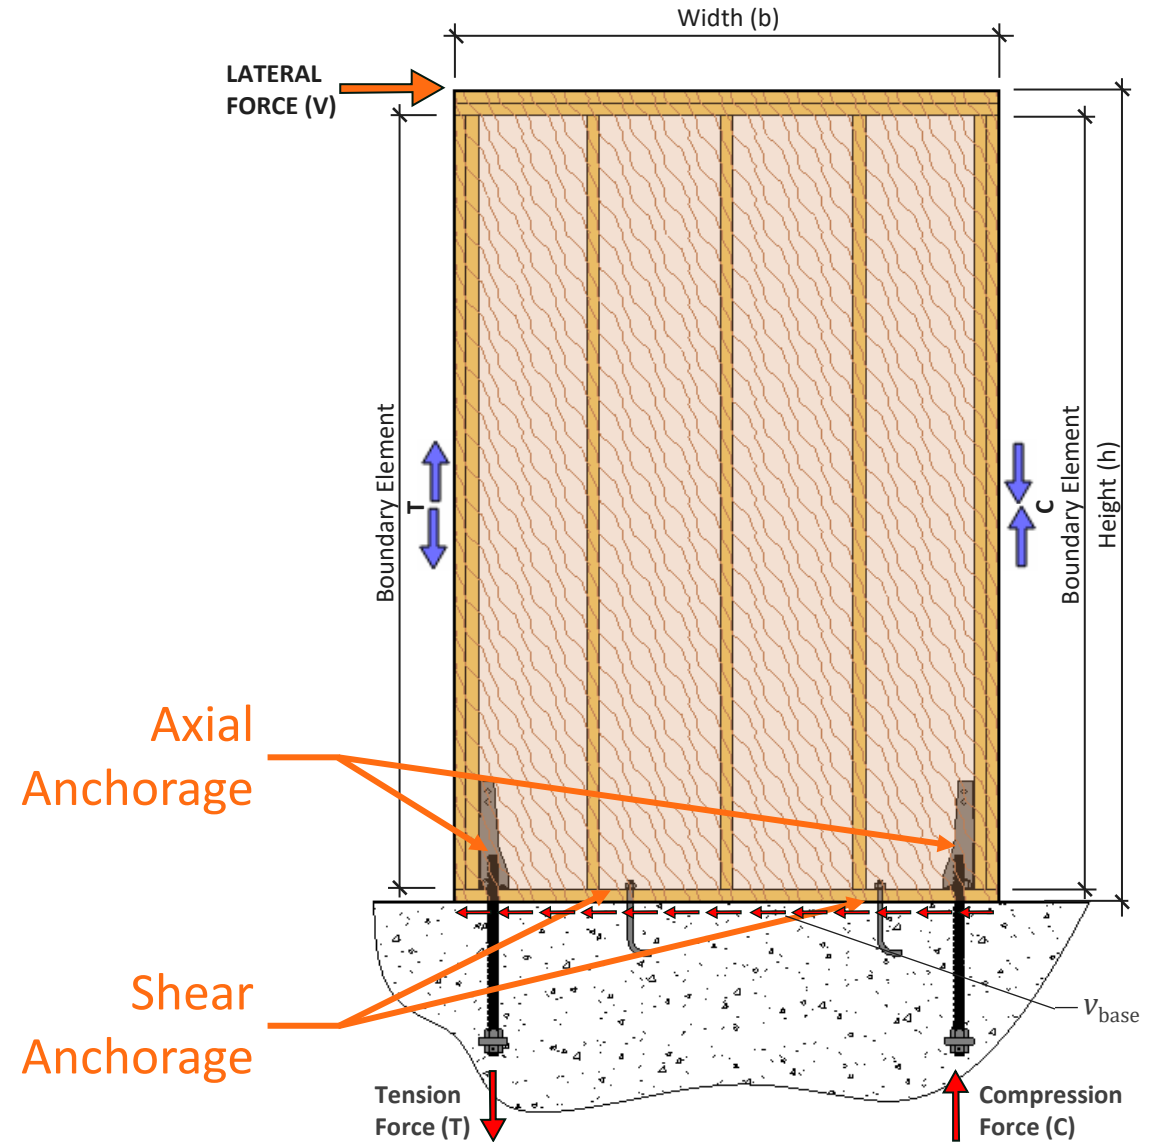 Width (b)
LATERAL
FORCE (V)
Boundary Element
T
C
Boundary Element
Height (h)
Axial
Anchorage
Shear
Anchorage
v_base
Tension
Force (T)
Compression
Force (C)